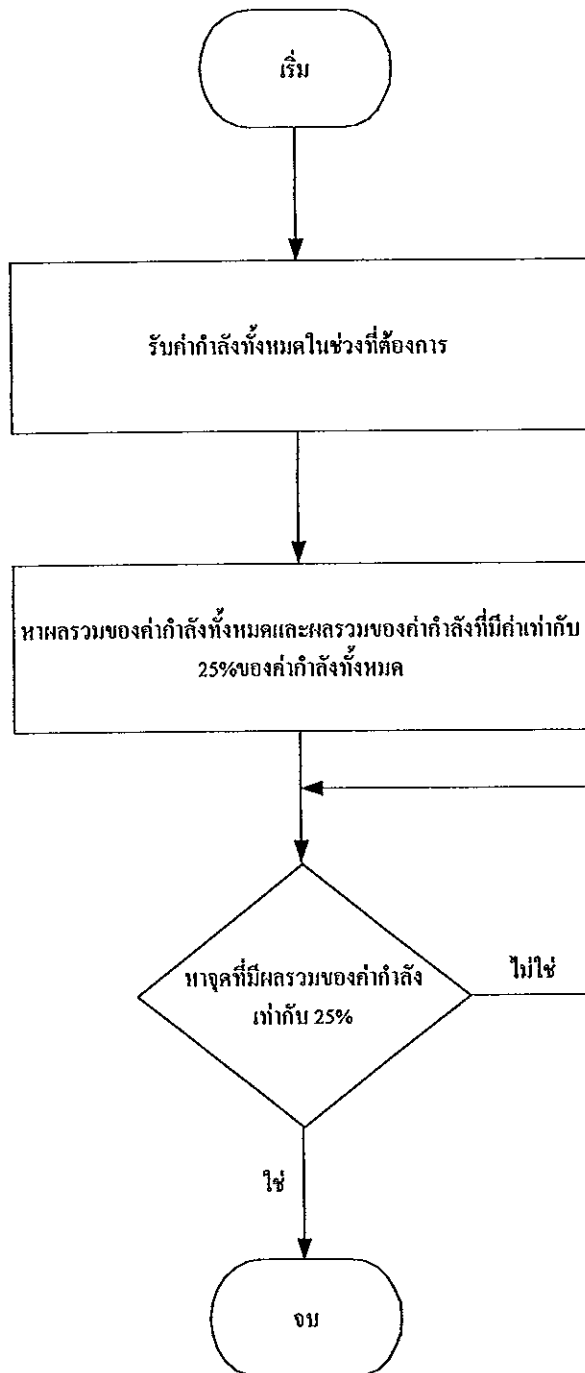 เริ่ม
รับค่ากำลังทั้งหมดในช่วงที่ต้องการ
หาผลรวมของค่ากำลังทั้งหมดและผลรวมของค่ากำลังที่มีค่าเท่ากับ
25%ของค่ากำลังทั้งหมด
หาจุดที่มีผลรวมของค่ากำลัง
เท่ากับ 25%
ไม่ใช่
ใช่
จบ